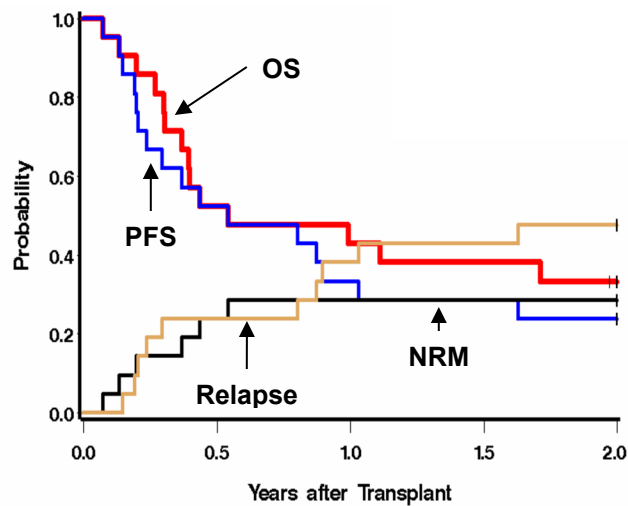 1.0
OS
0.8
0.6
PFS
0.4
NRM
0.2
Relapse
0.0
0.0 0.5 1.0 1.5 2.0
Years after Transplant
Probability